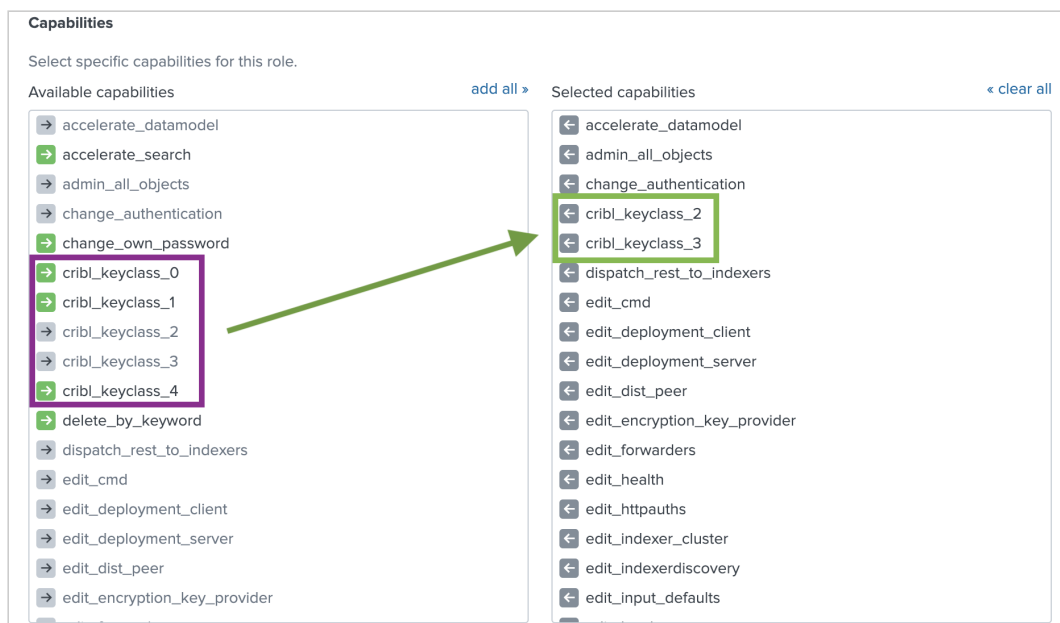 Capabilities
Select specific capabilities for this role.
Available capabilities
add all »
accelerate_datamodel
accelerate_search
admin_all_objects
change_authentication
change_own_password
cribl_keyclass_0
cribl_keyclass_1
cribl_keyclass_2
cribl_keyclass_3
cribl_keyclass_4
delete_by_keyword
dispatch_rest_to_indexers
edit_cmd
edit_deployment_client
edit_deployment_server
edit_dist_peer
edit_encryption_key_provider
Selected capabilities
« clear all
accelerate_datamodel
admin_all_objects
change_authentication
cribl_keyclass_2
cribl_keyclass_3
dispatch_rest_to_indexers
edit_cmd
edit_deployment_client
edit_deployment_server
edit_dist_peer
edit_encryption_key_provider
edit_forwarders
edit_health
edit_httpauths
edit_indexer_cluster
edit_indexerdiscovery
edit_input_defaults